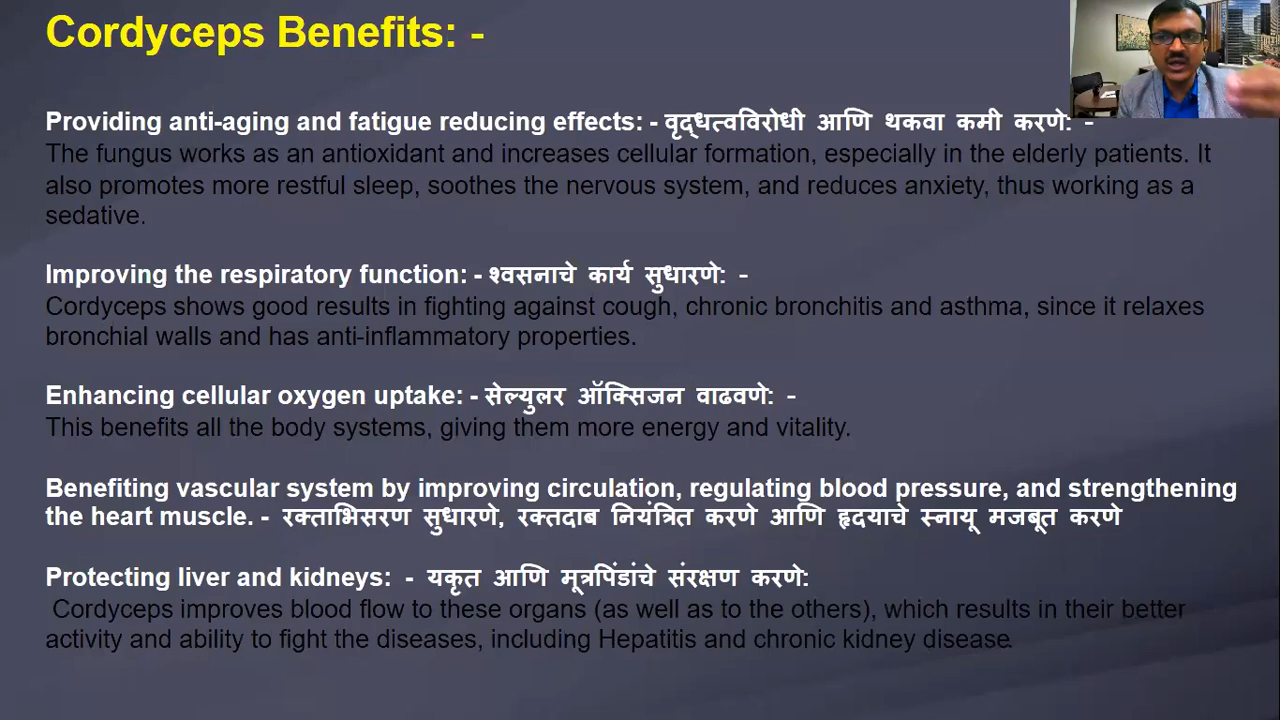 Cordyceps Benefits: -
Providing anti-aging and fatigue reducing effects: - वृद्धत्वविरोधी आणि थकवा कमी करणे: -
The fungus works as an antioxidant and increases cellular formation, especially in the elderly patients. It
also promotes more restful sleep, soothes the nervous system, and reduces anxiety, thus working as a
sedative.
Improving the respiratory function: - श्वसनाचे कार्य सुधारणे: -
Cordyceps shows good results in fighting against cough, chronic bronchitis and asthma, since it relaxes
bronchial walls and has anti-inflammatory properties.
Enhancing cellular oxygen uptake: - सेल्युलर ऑक्सिजन वाढवणे: -
This benefits all the body systems, giving them more energy and vitality.
Benefiting vascular system by improving circulation, regulating blood pressure, and strengthening
the heart muscle. - रक्ताभिसरण सुधारणे, रक्तदाब नियंत्रित करणे आणि हृदयाचे स्नायू मजबूत करणे
Protecting liver and kidneys: - यकृत आणि मूत्रपिंडांचे संरक्षण करणे:
Cordyceps improves blood flow to these organs (as well as to the others), which results in their better
activity and ability to fight the diseases, including Hepatitis and chronic kidney disease.